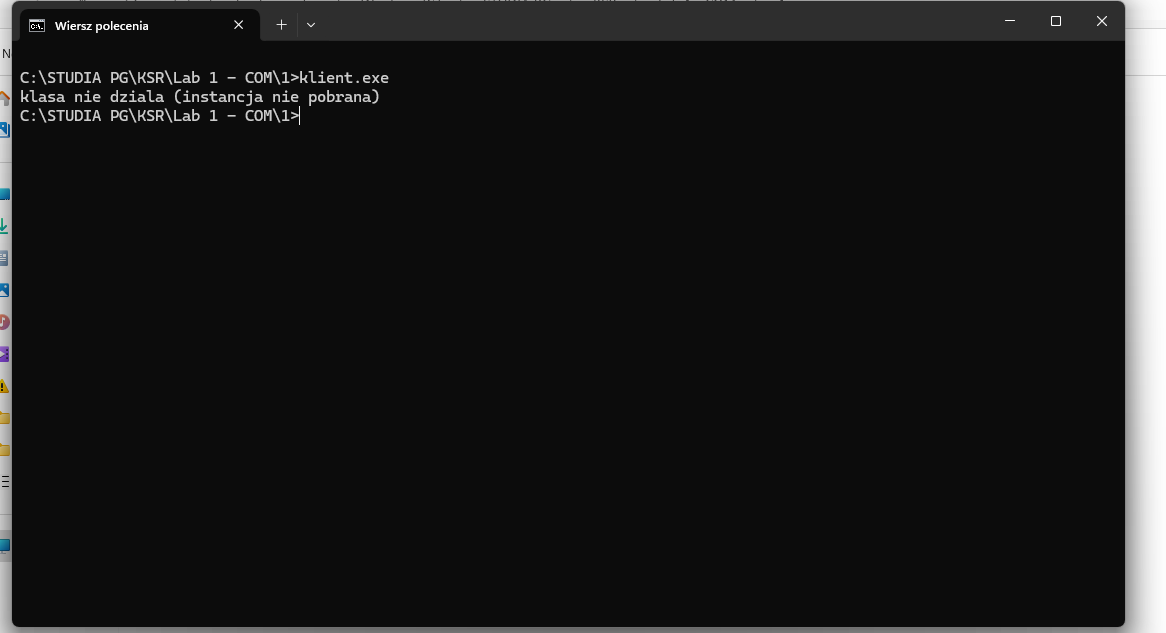 Wiersz polecenia
C:\STUDIA PG\KSR\Lab 1 - COM\1>klient.exe
klasa nie dziala (instancja nie pobrana)
C:\STUDIA PG\KSR\Lab 1 - COM\1>